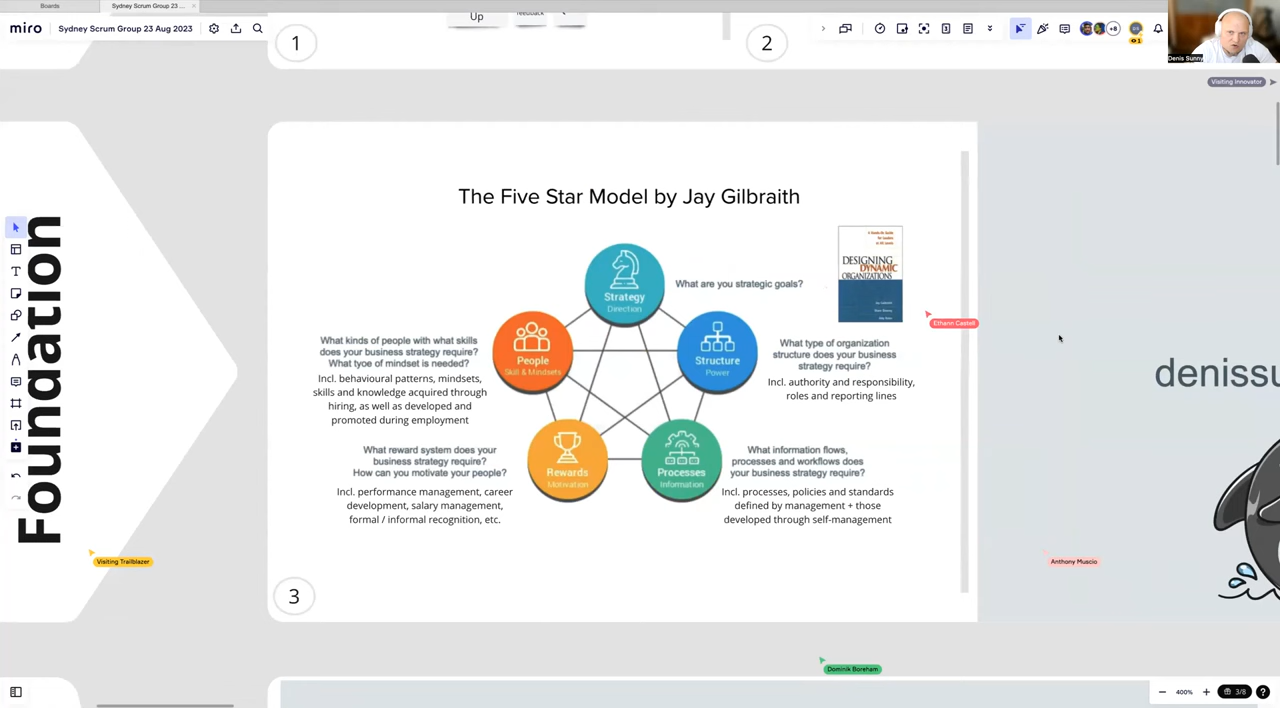 Boards
Sydney Scrum Group 23 ...
miro
Sydney Scrum Group 23 Aug 2023
Up
feedback
1
2
3
+8
1
Denis Sunny
Visiting Innovator
Foundation
The Five Star Model by Jay Gilbraith
Strategy
Direction
What are you strategic goals?
DESIGNING
DYNAMIC
ORGANIZATIONS
Ethann Castell
People
Skill & Mindsets
What kinds of people with what skills
does your business strategy require?
What type of mindset is needed?
Incl. behavioural patterns, mindsets,
skills and knowledge acquired through
hiring, as well as developed and
promoted during employment
Structure
Power
What type of organization
structure does your business
strategy require?
Incl. authority and responsibility,
roles and reporting lines
denissu
Rewards
Motivation
What reward system does your
business strategy require?
How can you motivate your people?
Incl. performance management, career
development, salary management,
formal / informal recognition, etc.
Processes
Information
What information flows,
processes and workflows does
your business strategy require?
Incl. processes, policies and standards
defined by management + those
developed through self-management
Visiting Trailblazer
Anthony Muscio
3
Dominik Boreham
400%
3/8